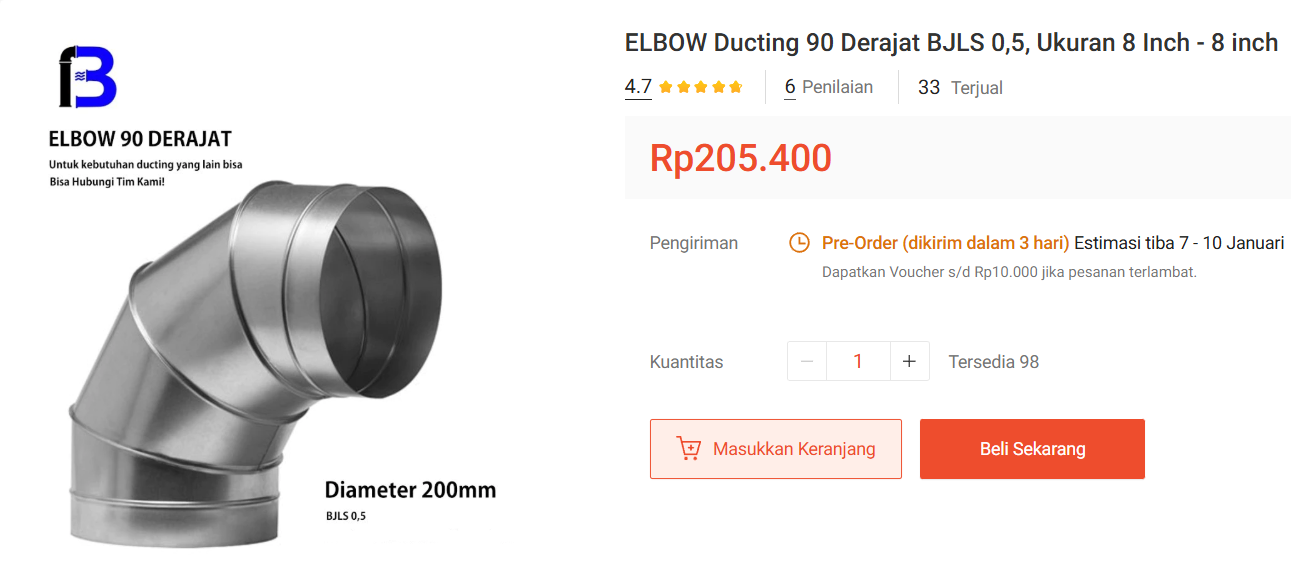 B
ELBOW 90 DERAJAT
Untuk kebutuhan ducting yang lain bisa
Bisa Hubungi Tim Kami!
Diameter 200mm
BJLS 0,5
ELBOW Ducting 90 Derajat BJLS 0,5, Ukuran 8 Inch - 8 inch
4.7 6 Penilaian 33 Terjual
Rp205.400
Pengiriman Pre-Order (dikirim dalam 3 hari) Estimasi tiba 7 - 10 Januari
Dapatkan Voucher s/d Rp10.000 jika pesanan terlambat.
Kuantitas − 1 + Tersedia 98
Masukkan Keranjang Beli Sekarang